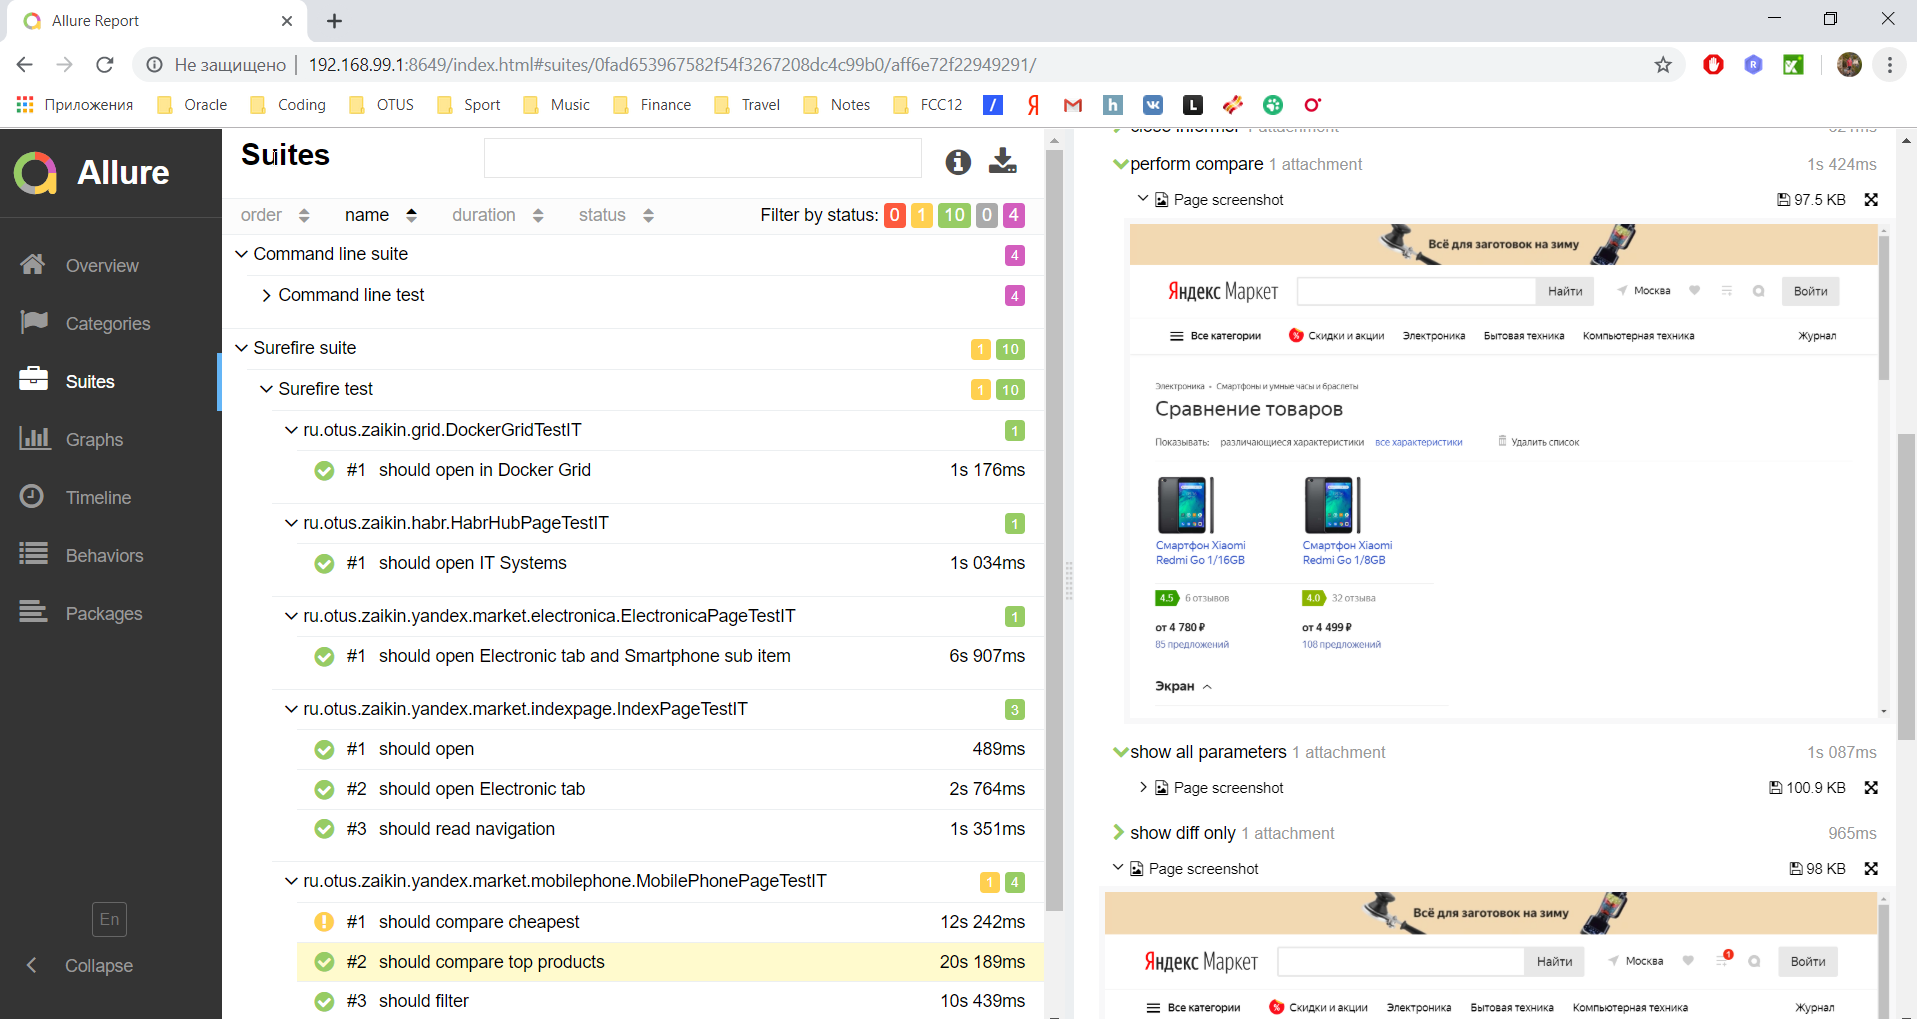 Allure Report
Не защищено
192.168.99.1:8649/index.html#suites/0fad653967582f54f3267208dc4c99b0/aff6e72f22949291/
Приложения Oracle Coding OTUS Sport Music Finance Travel Notes FCC12
Allure
Overview
Categories
Suites
Graphs
Timeline
Behaviors
Packages
En
Collapse
Suites
order name duration status Filter by status: 0 1 10 0 4
Command line suite 4
Command line test 4
Surefire suite 1 10
Surefire test 1 10
ru.otus.zaikin.grid.DockerGridTestIT 1
#1 should open in Docker Grid 1s 176ms
ru.otus.zaikin.habr.HabrHubPageTestIT 1
#1 should open IT Systems 1s 034ms
ru.otus.zaikin.yandex.market.electronica.ElectronicaPageTestIT 1
#1 should open Electronic tab and Smartphone sub item 6s 907ms
ru.otus.zaikin.yandex.market.indexpage.IndexPageTestIT 3
#1 should open 489ms
#2 should open Electronic tab 2s 764ms
#3 should read navigation 1s 351ms
ru.otus.zaikin.yandex.market.mobilephone.MobilePhonePageTestIT 1 4
#1 should compare cheapest 12s 242ms
#2 should compare top products 20s 189ms
#3 should filter 10s 439ms
close informer 1 attachment
perform compare 1 attachment 1s 424ms
Page screenshot 97.5 KB
Всё для заготовок на зиму
Яндекс Маркет Найти Москва Войти
Все категории % Скидки и акции Электроника Бытовая техника Компьютерная техника Журнал
Электроника • Смартфоны и умные часы и браслеты
Сравнение товаров
Показывать: различающиеся характеристики все характеристики Удалить список
Смартфон Xiaomi Redmi Go 1/16GB
4.5 6 отзывов
от 4 780 ₽
85 предложений
Смартфон Xiaomi Redmi Go 1/8GB
4.0 32 отзыва
от 4 499 ₽
108 предложений
Экран
show all parameters 1 attachment 1s 087ms
Page screenshot 100.9 KB
show diff only 1 attachment 965ms
Page screenshot 98 KB
Всё для заготовок на зиму
Яндекс Маркет Найти Москва 1 Войти
Все категории % Скидки и акции Электроника Бытовая техника Компьютерная техника Журнал